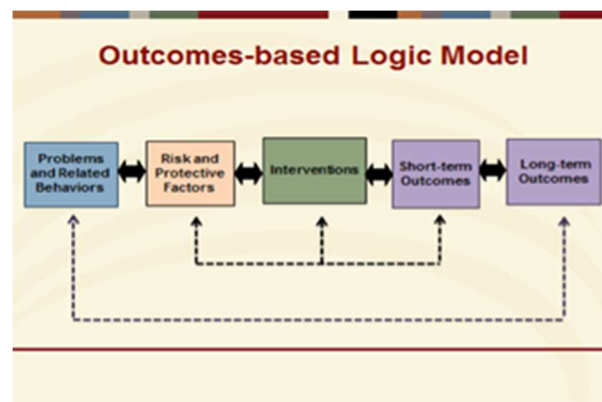 Outcomes-based Logic Model
Problems
and Related
Behaviors
Risk and
Protective
Factors
Interventions
Short-term
Outcomes
Long-term
Outcomes